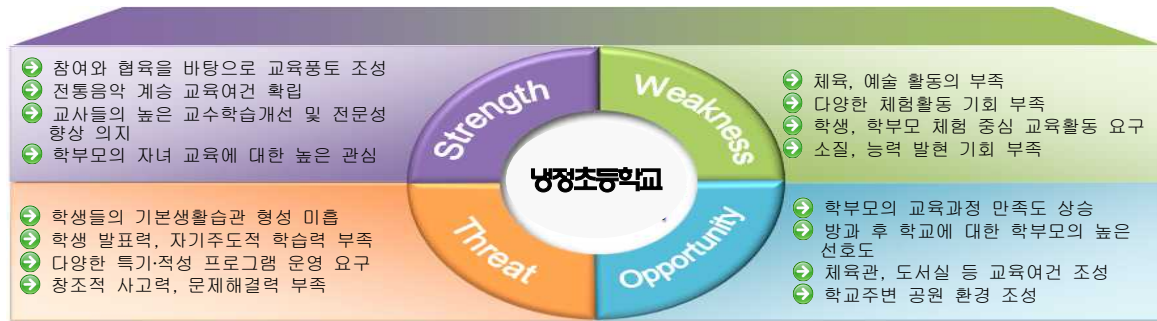 참여와 협육을 바탕으로 교육풍토 조성
전통음악 계승 교육여건 확립
교사들의 높은 교수학습개선 및 전문성
향상 의지
학부모의 자녀 교육에 대한 높은 관심
Strength
Weakness
체육, 예술 활동의 부족
다양한 체험활동 기회 부족
학생, 학부모 체험 중심 교육활동 요구
소질, 능력 발현 기회 부족
냉정초등학교
학생들의 기본생활습관 형성 미흡
학생 발표력, 자기주도적 학습력 부족
다양한 특기·적성 프로그램 운영 요구
창조적 사고력, 문제해결력 부족
Threat
Opportunity
학부모의 교육과정 만족도 상승
방과 후 학교에 대한 학부모의 높은
선호도
체육관, 도서실 등 교육여건 조성
학교주변 공원 환경 조성